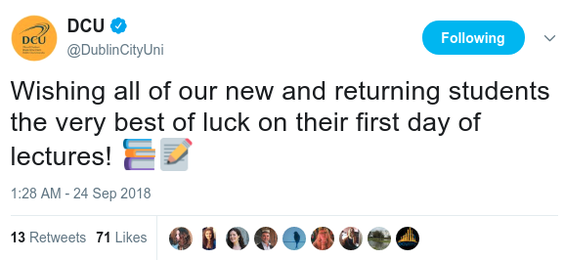 DCU
@DublinCityUni
Following
DCU
Wishing all of our new and returning students
the very best of luck on their first day of
lectures! 📚📝
1:28 AM - 24 Sep 2018
13 Retweets 71 Likes